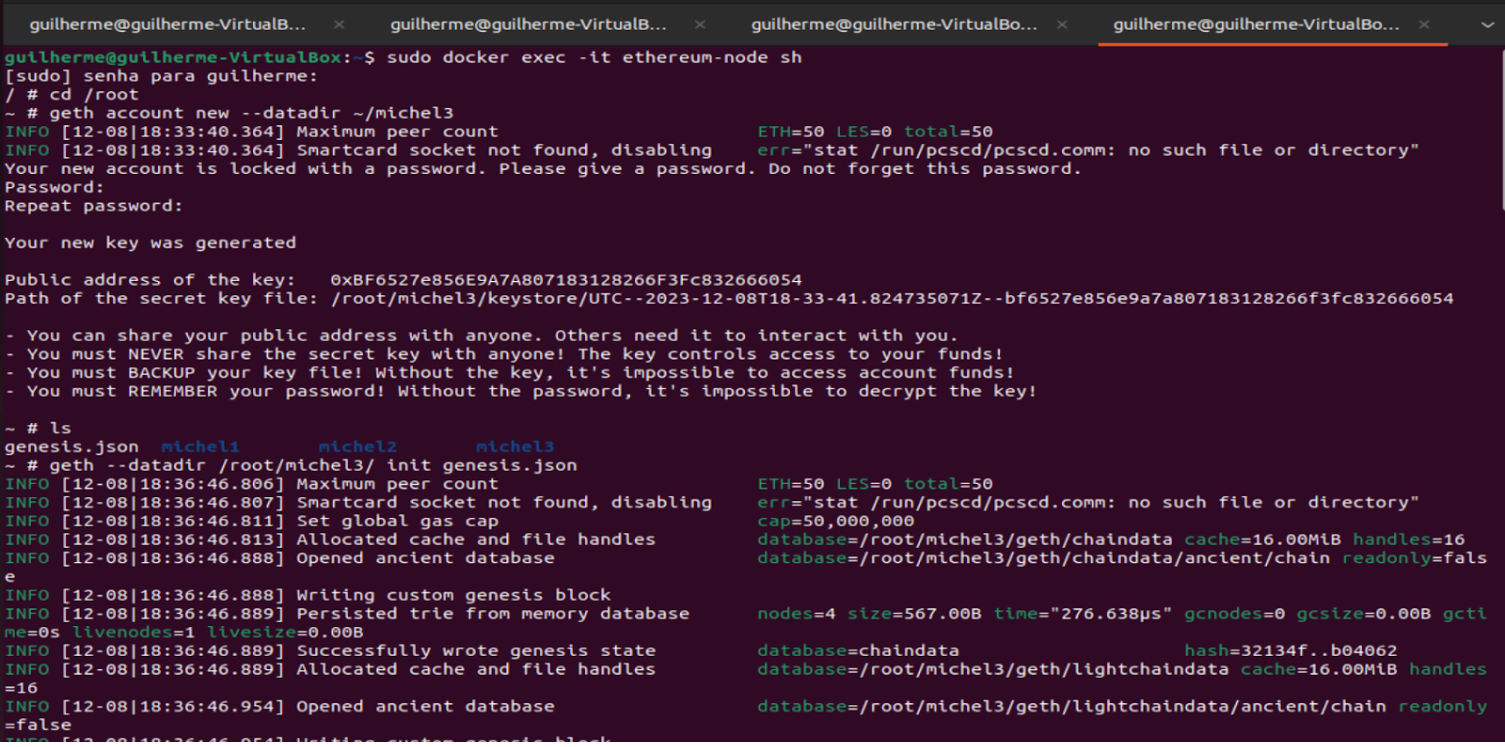 guilherme@guilherme-VirtualB... × guilherme@guilherme-VirtualB... × guilherme@guilherme-VirtualBo... × guilherme@guilherme-VirtualBo... ×
guilherme@guilherme-VirtualBox:~$ sudo docker exec -it ethereum-node sh
[sudo] senha para guilherme:
/ # cd /root
~ # geth account new --datadir ~/michel3
INFO [12-08|18:33:40.364] Maximum peer count ETH=50 LES=0 total=50
INFO [12-08|18:33:40.364] Smartcard socket not found, disabling err="stat /run/pcscd/pcscd.comm: no such file or directory"
Your new account is locked with a password. Please give a password. Do not forget this password.
Password:
Repeat password:
Your new key was generated
Public address of the key: 0xBF6527e856E9A7A807183128266F3Fc832666054
Path of the secret key file: /root/michel3/keystore/UTC--2023-12-08T18-33-41.824735071Z--bf6527e856e9a7a807183128266f3fc832666054
- You can share your public address with anyone. Others need it to interact with you.
- You must NEVER share the secret key with anyone! The key controls access to your funds!
- You must BACKUP your key file! Without the key, it's impossible to access account funds!
- You must REMEMBER your password! Without the password, it's impossible to decrypt the key!
~ # ls
genesis.json michel1 michel2 michel3
~ # geth --datadir /root/michel3/ init genesis.json
INFO [12-08|18:36:46.806] Maximum peer count ETH=50 LES=0 total=50
INFO [12-08|18:36:46.807] Smartcard socket not found, disabling err="stat /run/pcscd/pcscd.comm: no such file or directory"
INFO [12-08|18:36:46.811] Set global gas cap cap=50,000,000
INFO [12-08|18:36:46.813] Allocated cache and file handles database=/root/michel3/geth/chaindata cache=16.00MiB handles=16
INFO [12-08|18:36:46.888] Opened ancient database database=/root/michel3/geth/chaindata/ancient/chain readonly=fals
e
INFO [12-08|18:36:46.888] Writing custom genesis block
INFO [12-08|18:36:46.889] Persisted trie from memory database nodes=4 size=567.00B time="276.638µs" gcnodes=0 gcsize=0.00B gcti
me=0s livenodes=1 livesize=0.00B
INFO [12-08|18:36:46.889] Successfully wrote genesis state database=chaindata hash=32134f..b04062
INFO [12-08|18:36:46.889] Allocated cache and file handles database=/root/michel3/geth/lightchaindata cache=16.00MiB handles
=16
INFO [12-08|18:36:46.954] Opened ancient database database=/root/michel3/geth/lightchaindata/ancient/chain readonly
=false
INFO [12-08|18:36:46.954] Writing custom genesis block